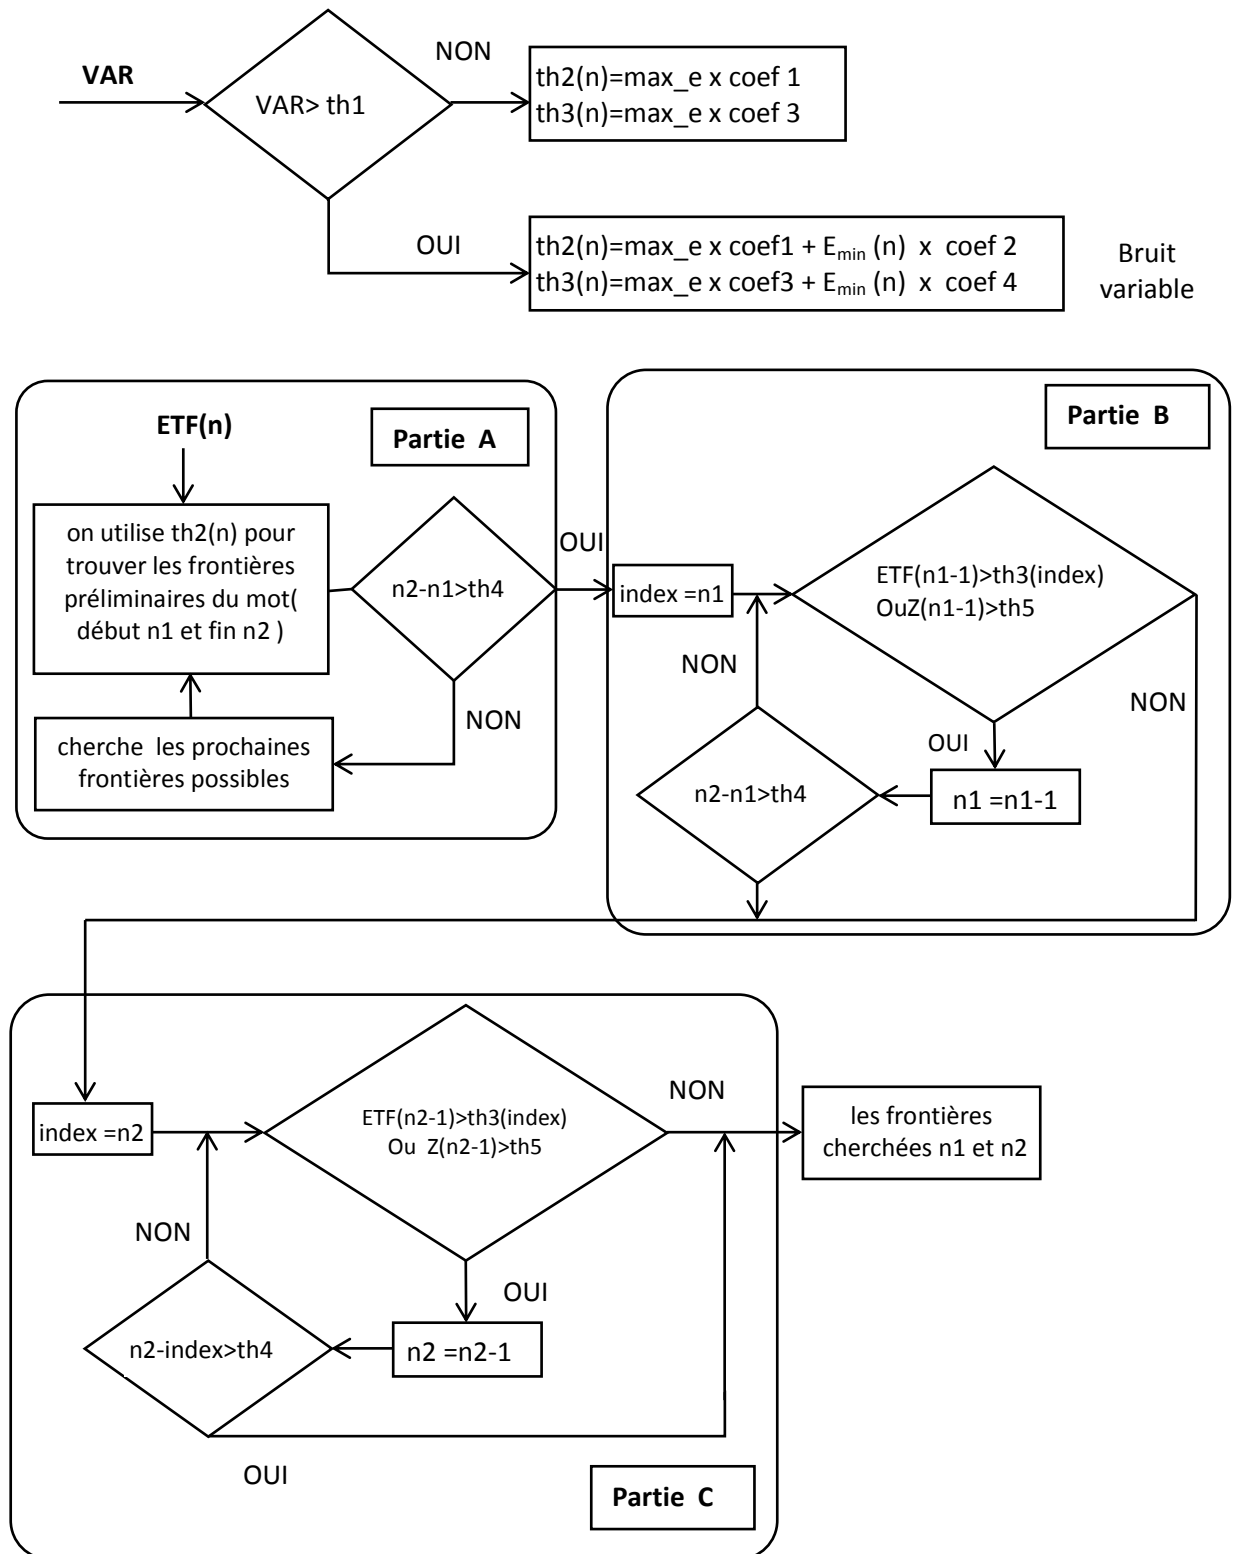 VAR
VAR> th1
NON
th2(n)=max_e x coef 1
th3(n)=max_e x coef 3
OUI
th2(n)=max_e x coef1 + Emin (n) x coef 2
th3(n)=max_e x coef3 + Emin (n) x coef 4
Bruit
variable
ETF(n)
Partie A
on utilise th2(n) pour
trouver les frontières
préliminaires du mot(
début n1 et fin n2 )
n2-n1>th4
OUI
NON
cherche les prochaines
frontières possibles
Partie B
index =n1
ETF(n1-1)>th3(index)
OuZ(n1-1)>th5
NON
NON
OUI
n2-n1>th4
n1 =n1-1
index =n2
ETF(n2-1)>th3(index)
Ou Z(n2-1)>th5
NON
les frontières
cherchées n1 et n2
NON
OUI
n2-index>th4
n2 =n2-1
OUI
Partie C